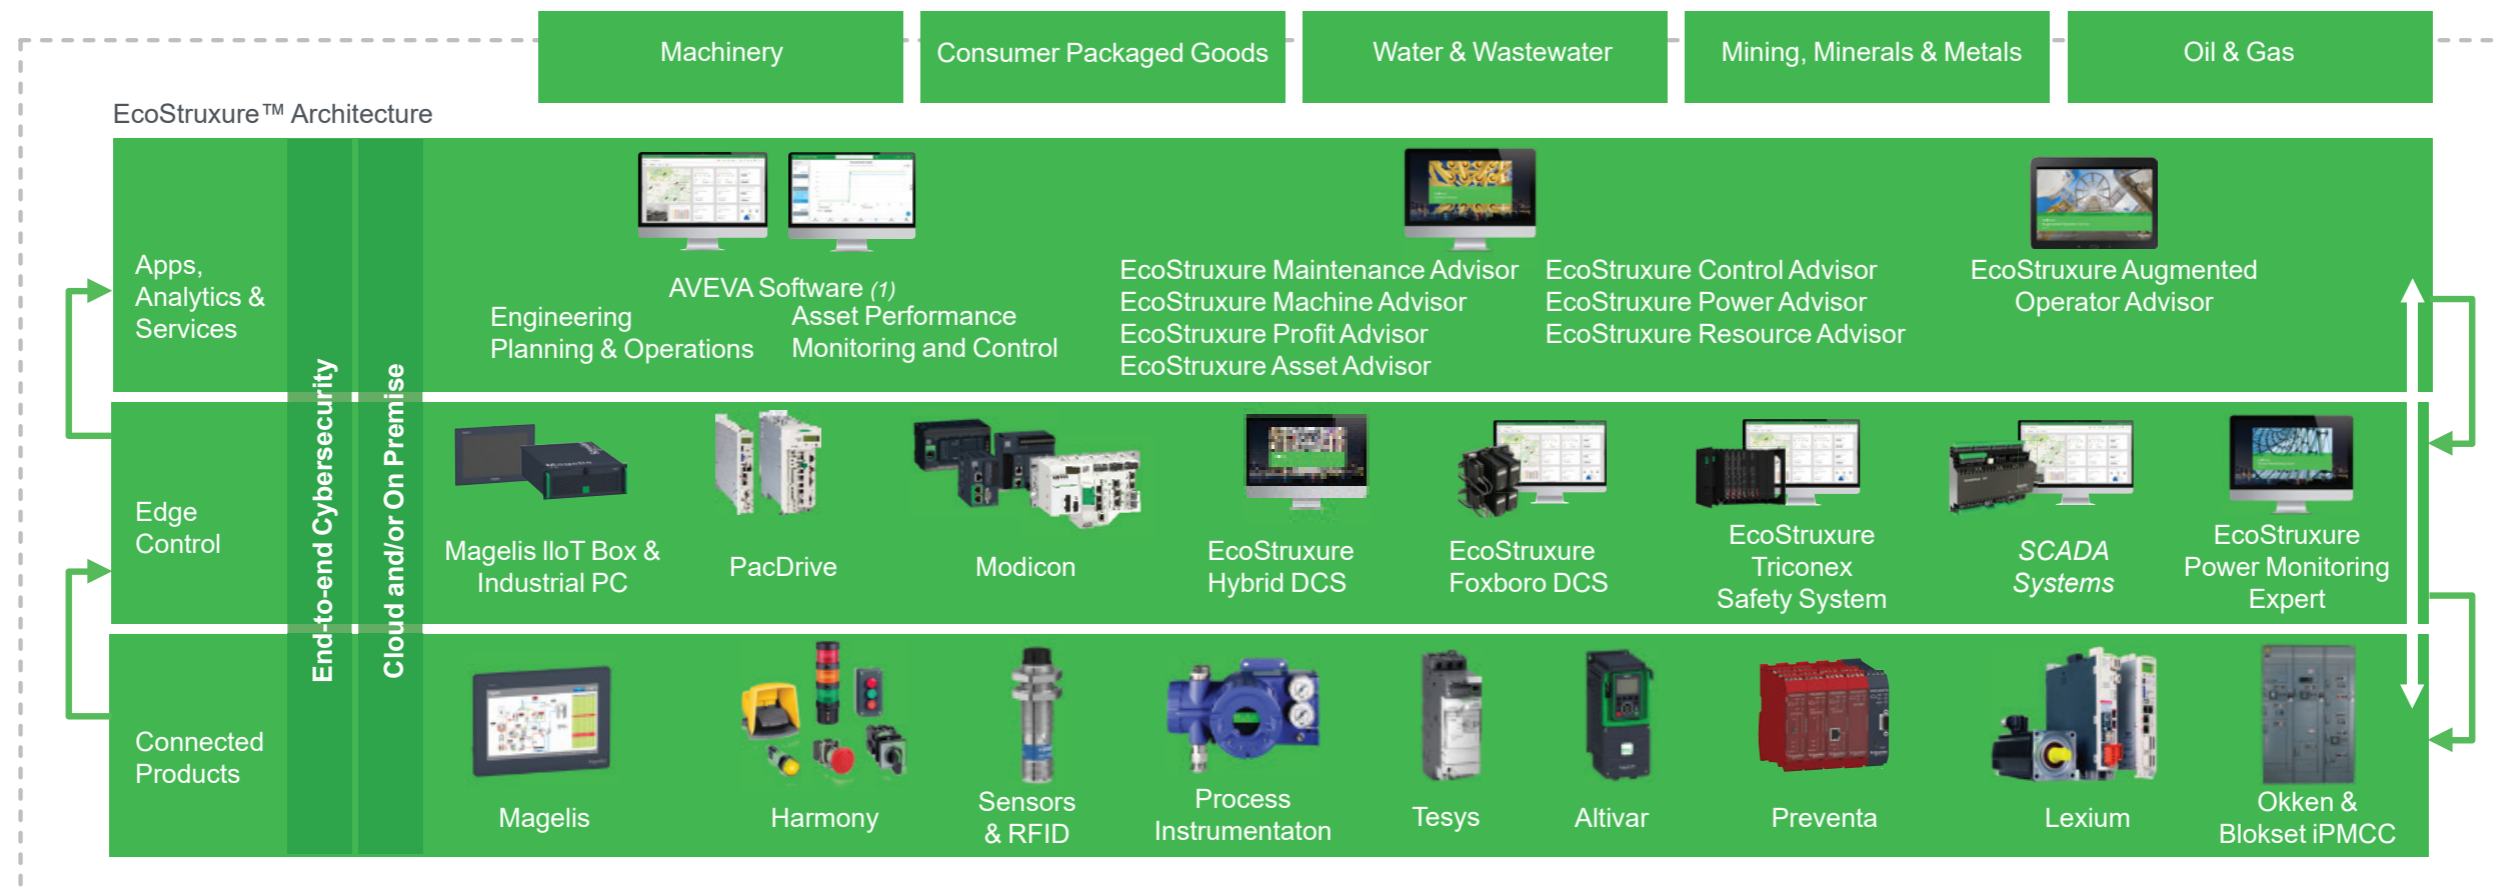 Machinery
Consumer Packaged Goods
Water & Wastewater
Mining, Minerals & Metals
Oil & Gas
EcoStruxure™ Architecture
Apps,
Analytics &
Services
AVEVA Software (1)
Engineering
Planning & Operations
Asset Performance
Monitoring and Control
EcoStruxure Maintenance Advisor
EcoStruxure Machine Advisor
EcoStruxure Profit Advisor
EcoStruxure Asset Advisor
EcoStruxure Control Advisor
EcoStruxure Power Advisor
EcoStruxure Resource Advisor
EcoStruxure Augmented
Operator Advisor
End-to-end Cybersecurity
Cloud and/or On Premise
Edge
Control
Magelis IIoT Box &
Industrial PC
PacDrive
Modicon
EcoStruxure
Hybrid DCS
EcoStruxure
Foxboro DCS
EcoStruxure
Triconex
Safety System
SCADA
Systems
EcoStruxure
Power Monitoring
Expert
Connected
Products
Magelis
Harmony
Sensors
& RFID
Process
Instrumentaton
Tesys
Altivar
Preventa
Lexium
Okken &
Blokset iPMCC